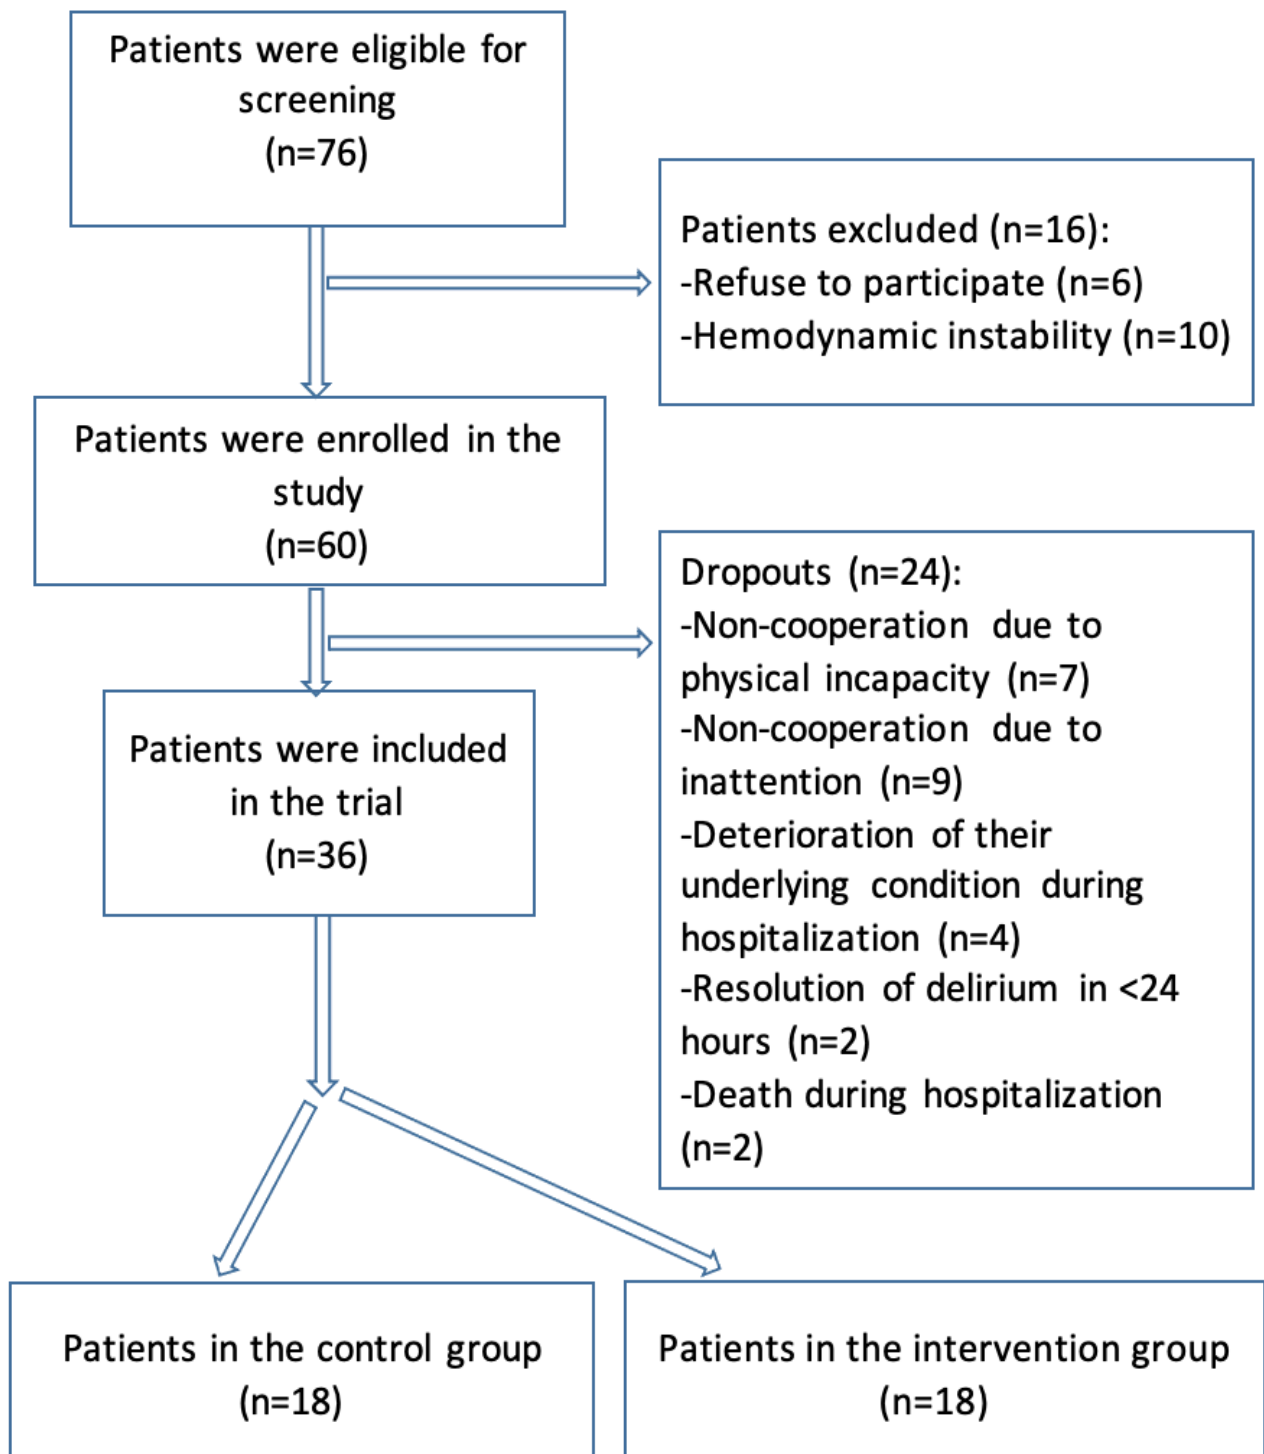 Patients were eligible for
screening
(n=76)
Patients excluded (n=16):
-Refuse to participate (n=6)
-Hemodynamic instability (n=10)
Patients were enrolled in the
study
(n=60)
Dropouts (n=24):
-Non-cooperation due to
physical incapacity (n=7)
-Non-cooperation due to
inattention (n=9)
-Deterioration of their
underlying condition during
hospitalization (n=4)
-Resolution of delirium in <24
hours (n=2)
-Death during hospitalization
(n=2)
Patients were included
in the trial
(n=36)
Patients in the control group
(n=18)
Patients in the intervention group
(n=18)